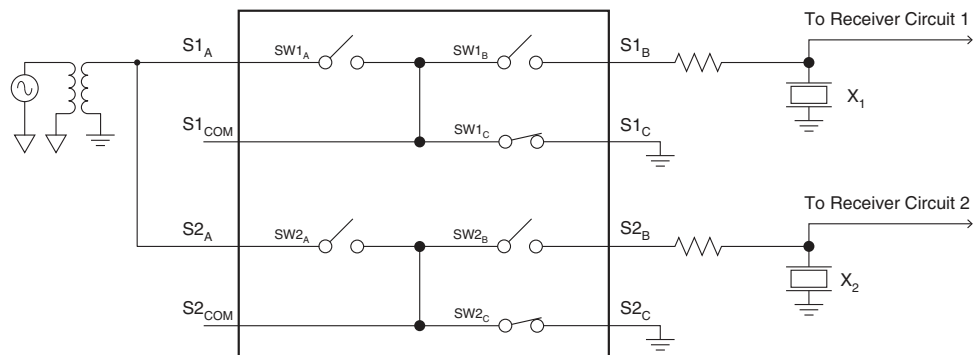 To Receiver Circuit 1
S1A
SW1A
SW1B
S1B
X1
S1COM
SW1C
S1C
To Receiver Circuit 2
S2A
SW2A
SW2B
S2B
X2
S2COM
SW2C
S2C